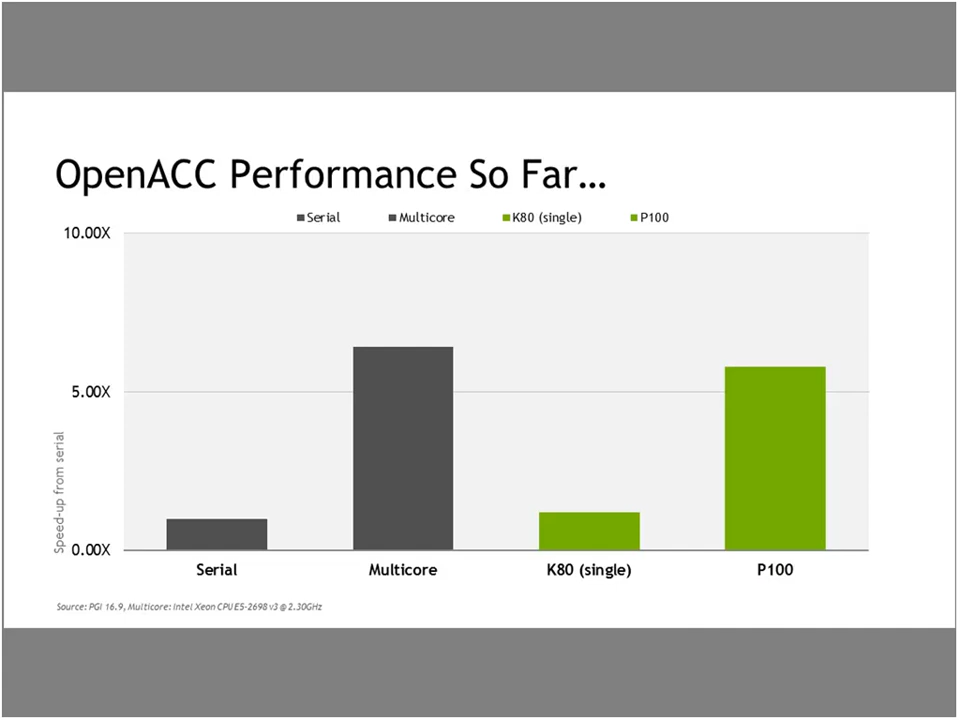 OpenACC Performance So Far...
Serial Multicore K80 (single) P100
10.00X
5.00X
0.00X
Speed-up from serial
Serial Multicore K80 (single) P100
Source: PGI 16.9, Multicore: Intel Xeon CPU E5-2698 v3 @ 2.30GHz